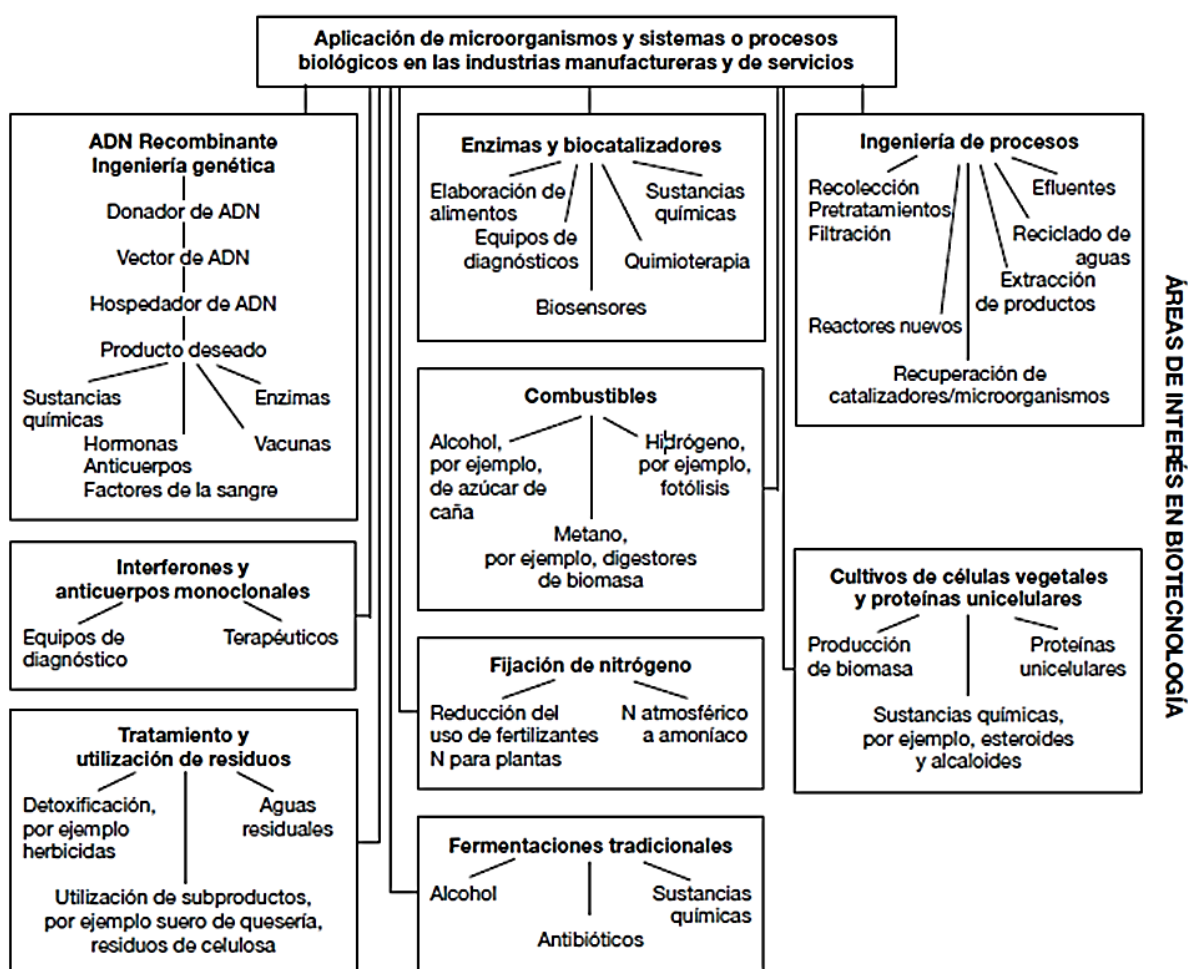 Aplicación de microorganismos y sistemas o procesos
biológicos en las industrias manufactureras y de servicios
ADN Recombinante
Ingeniería genética
Donador de ADN
Vector de ADN
Hospedador de ADN
Producto deseado
Sustancias
químicas
Enzimas
Hormonas
Anticuerpos
Factores de la sangre
Vacunas
Interferones y
anticuerpos monoclonales
Equipos de
diagnóstico
Terapéuticos
Tratamiento y
utilización de residuos
Detoxificación,
por ejemplo
herbicidas
Aguas
residuales
Utilización de subproductos,
por ejemplo suero de quesería,
residuos de celulosa
Enzimas y biocatalizadores
Elaboración de
alimentos
Sustancias
químicas
Equipos de
diagnósticos
Quimioterapia
Biosensores
Combustibles
Alcohol,
por ejemplo,
de azúcar de
caña
Hidrógeno,
por ejemplo,
fotólisis
Metano,
por ejemplo, digestores
de biomasa
Fijación de nitrógeno
Reducción del
uso de fertilizantes
N para plantas
N atmosférico
a amoníaco
Fermentaciones tradicionales
Alcohol
Sustancias
químicas
Antibióticos
Ingeniería de procesos
Recolección
Pretratamientos
Filtración
Efluentes
Reciclado de
aguas
Extracción
de productos
Reactores nuevos
Recuperación de
catalizadores/microorganismos
Cultivos de células vegetales
y proteínas unicelulares
Producción
de biomasa
Proteínas
unicelulares
Sustancias químicas,
por ejemplo, esteroides
y alcaloides
ÁREAS DE INTERÉS EN BIOTECNOLOGÍA